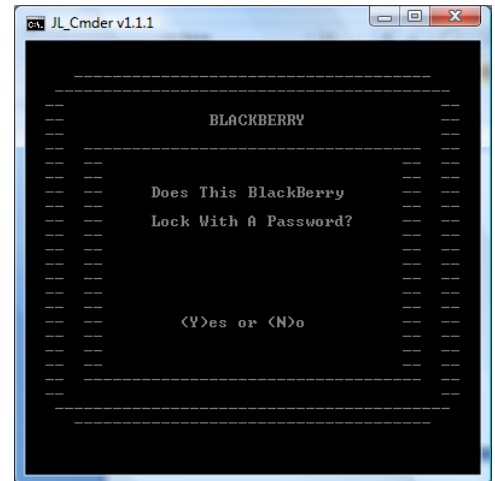 JL_Cmder v1.1.1
BLACKBERRY
Does This BlackBerry
Lock With A Password?
(Y)es or (N)o